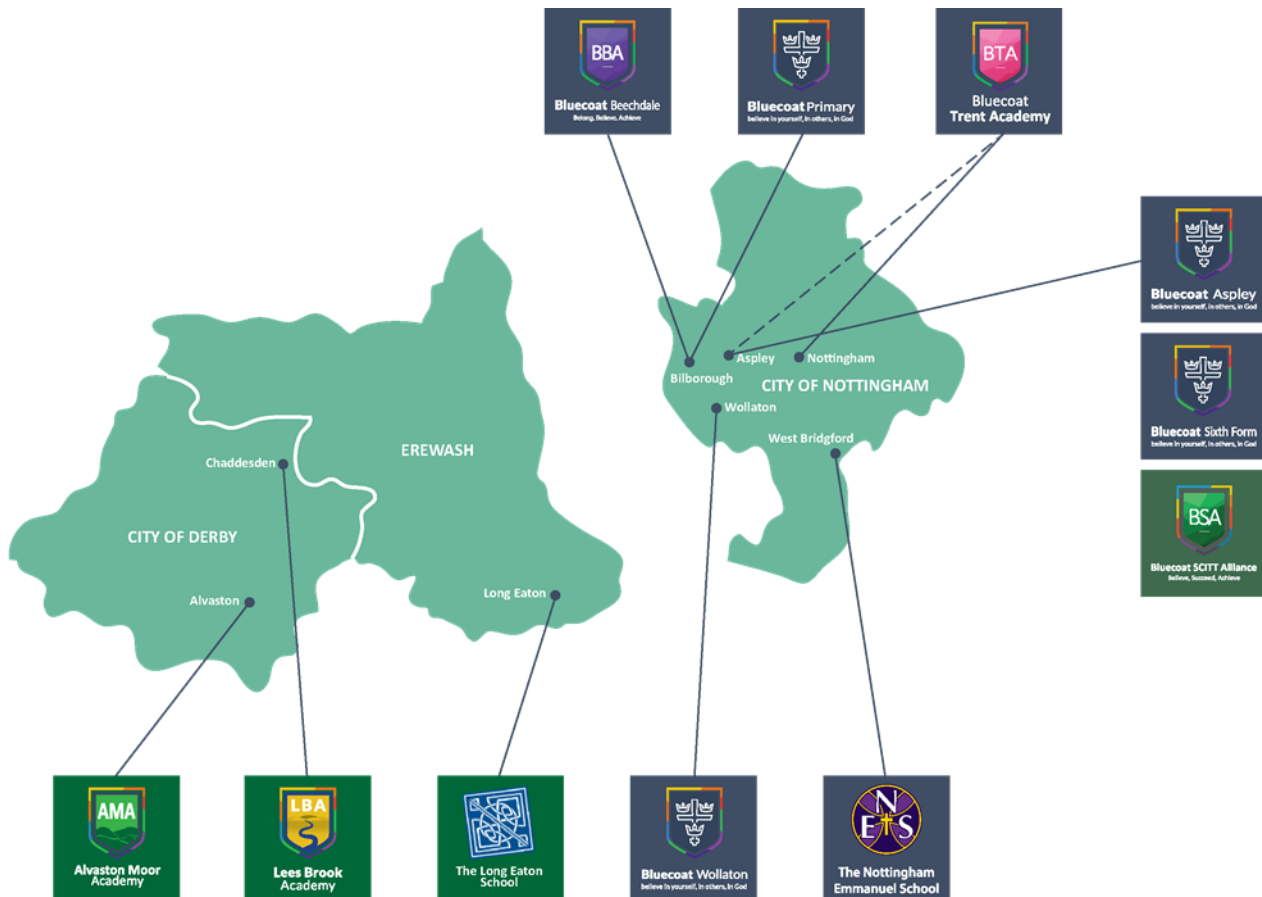 BBA
Bluecoat Beechdale
Belong, Believe, Achieve
Bluecoat Primary
believe in yourself, in others, in God
BTA
Bluecoat
Trent Academy
Bluecoat Aspley
believe in yourself, in others, in God
Bluecoat Sixth Form
believe in yourself, in others, in God
BSA
Bluecoat SCITT Alliance
Believe, Succeed, Achieve
Aspley
Nottingham
Bilborough
CITY OF NOTTINGHAM
Wollaton
West Bridgford
EREWASH
Chaddesden
CITY OF DERBY
Alvaston
Long Eaton
AMA
Alvaston Moor
Academy
LBA
Lees Brook
Academy
The Long Eaton
School
Bluecoat Wollaton
believe in yourself, in others, in God
N
E S
The Nottingham
Emmanuel School